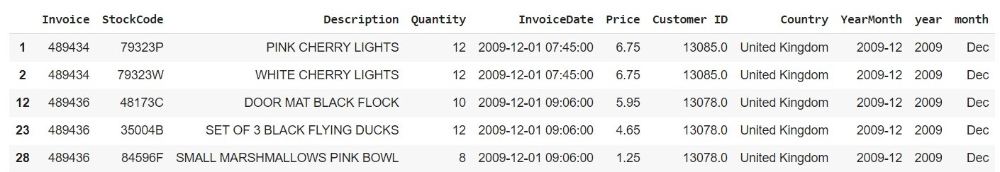 Invoice StockCode Description Quantity InvoiceDate Price Customer ID Country YearMonth year month
1 489434 79323P PINK CHERRY LIGHTS 12 2009-12-01 07:45:00 6.75 13085.0 United Kingdom 2009-12 2009 Dec
2 489434 79323W WHITE CHERRY LIGHTS 12 2009-12-01 07:45:00 6.75 13085.0 United Kingdom 2009-12 2009 Dec
12 489436 48173C DOOR MAT BLACK FLOCK 10 2009-12-01 09:06:00 5.95 13078.0 United Kingdom 2009-12 2009 Dec
23 489436 35004B SET OF 3 BLACK FLYING DUCKS 12 2009-12-01 09:06:00 4.65 13078.0 United Kingdom 2009-12 2009 Dec
28 489436 84596F SMALL MARSHMALLOWS PINK BOWL 8 2009-12-01 09:06:00 1.25 13078.0 United Kingdom 2009-12 2009 Dec